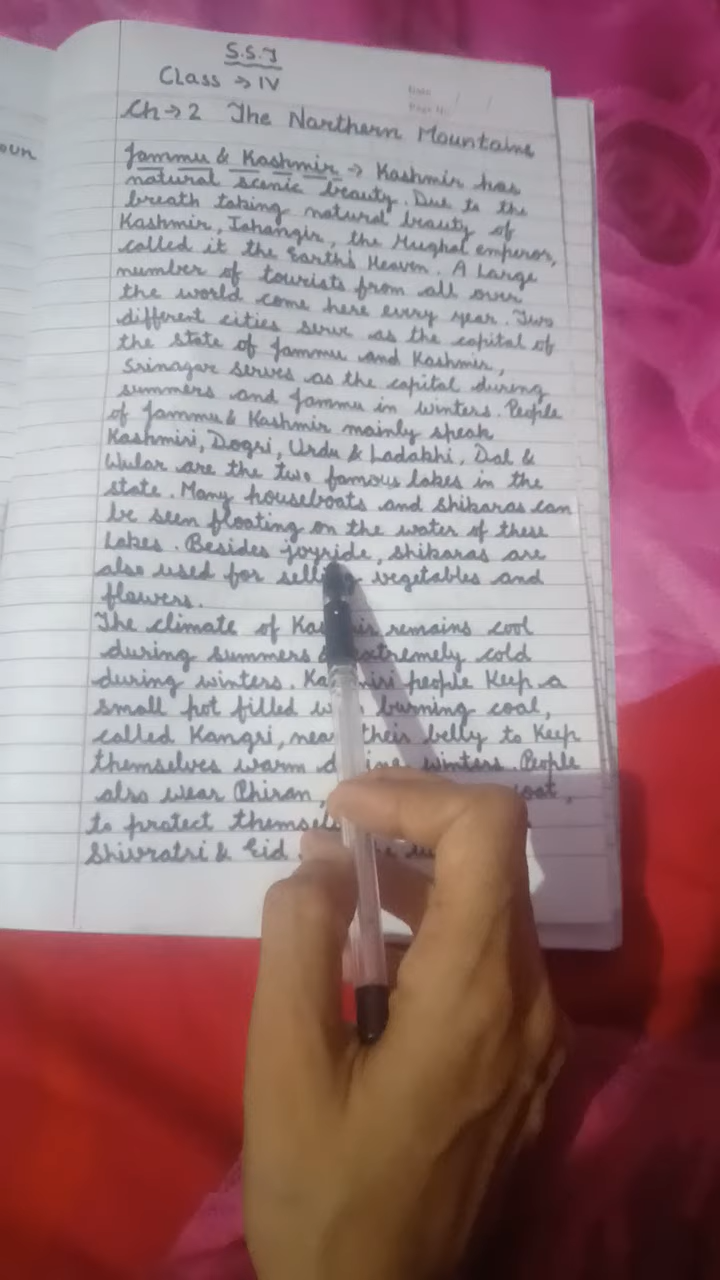 S.S.T
Class → IV
Date
Page No.
Ch → 2 The Narthern Mountains
oun
Jammu & Kashmir → Kashmir has
natural scenic beauty. Due to the
breath taking natural beauty of
Kashmir, Jahangir, the Mughal emperor,
called it the Earth's Heaven. A Large
number of tourists from all over
the world come here every year. Two
different cities serve as the capital of
the state of Jammu and Kashmir,
Srinagar serves as the capital during
summers and Jammu in winters. People
of Jammu & Kashmir mainly speak
Kashmiri, Dogri, Urdu & Ladakhi, Dal &
Wular are the two famous lakes in the
state. Many houseboats and Shikaras can
be seen floating on the water of these
Lakes. Besides joyride, shikaras are
also used for vegetables and
flowers.
The climate of remains cool
during summers extremely cold
during winters. people Keep a
small pot filled burning coal,
called Kangri, near their belly to Keep
themselves warm winters. People
also wear Phiran,
to protect
Shivratri & Eid.